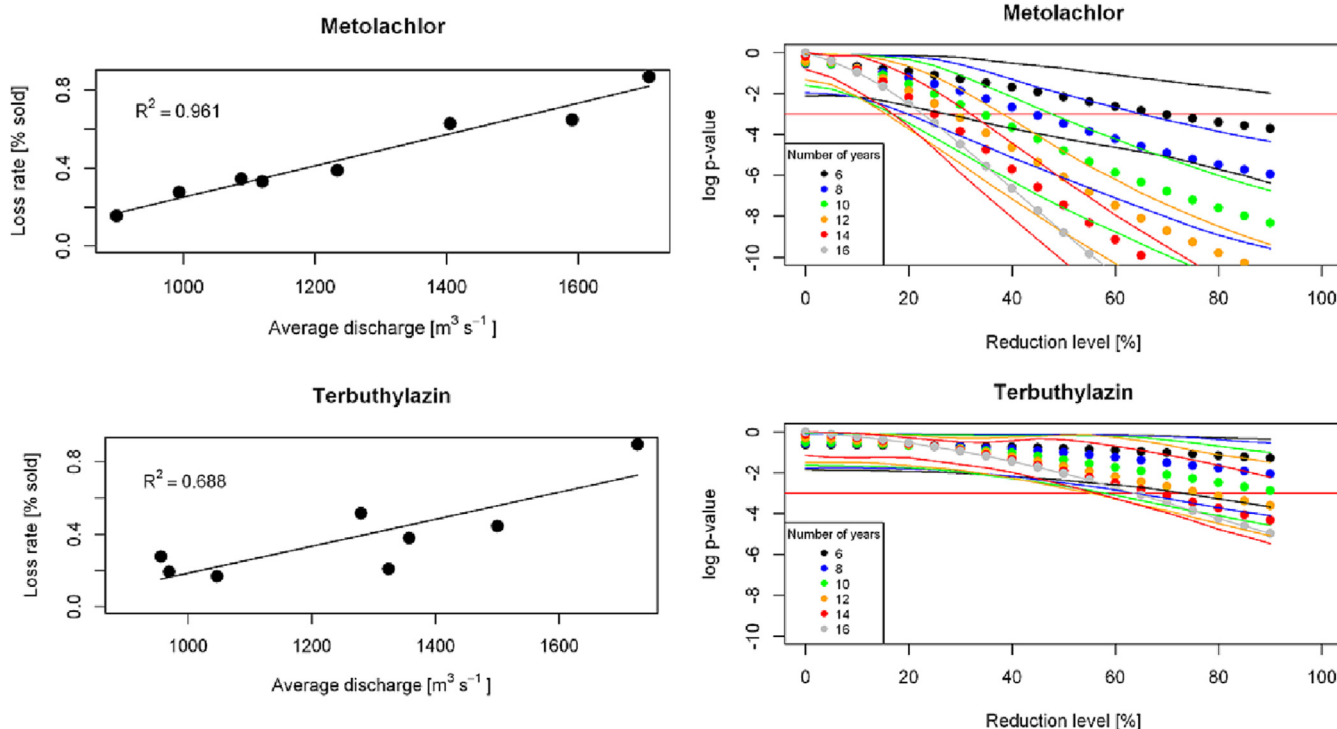 Metolachlor
Loss rate [% sold]
0.8
0.4
0.0
R² = 0.961
1000 1200 1400 1600
Average discharge [m³ s⁻¹ ]
Metolachlor
log p-value
0
-2
-4
-6
-8
-10
Number of years
6
8
10
12
14
16
0 20 40 60 80 100
Reduction level [%]
Terbuthylazin
Loss rate [% sold]
0.8
0.4
0.0
R² = 0.688
1000 1200 1400 1600
Average discharge [m³ s⁻¹ ]
Terbuthylazin
log p-value
0
-2
-4
-6
-8
-10
Number of years
6
8
10
12
14
16
0 20 40 60 80 100
Reduction level [%]